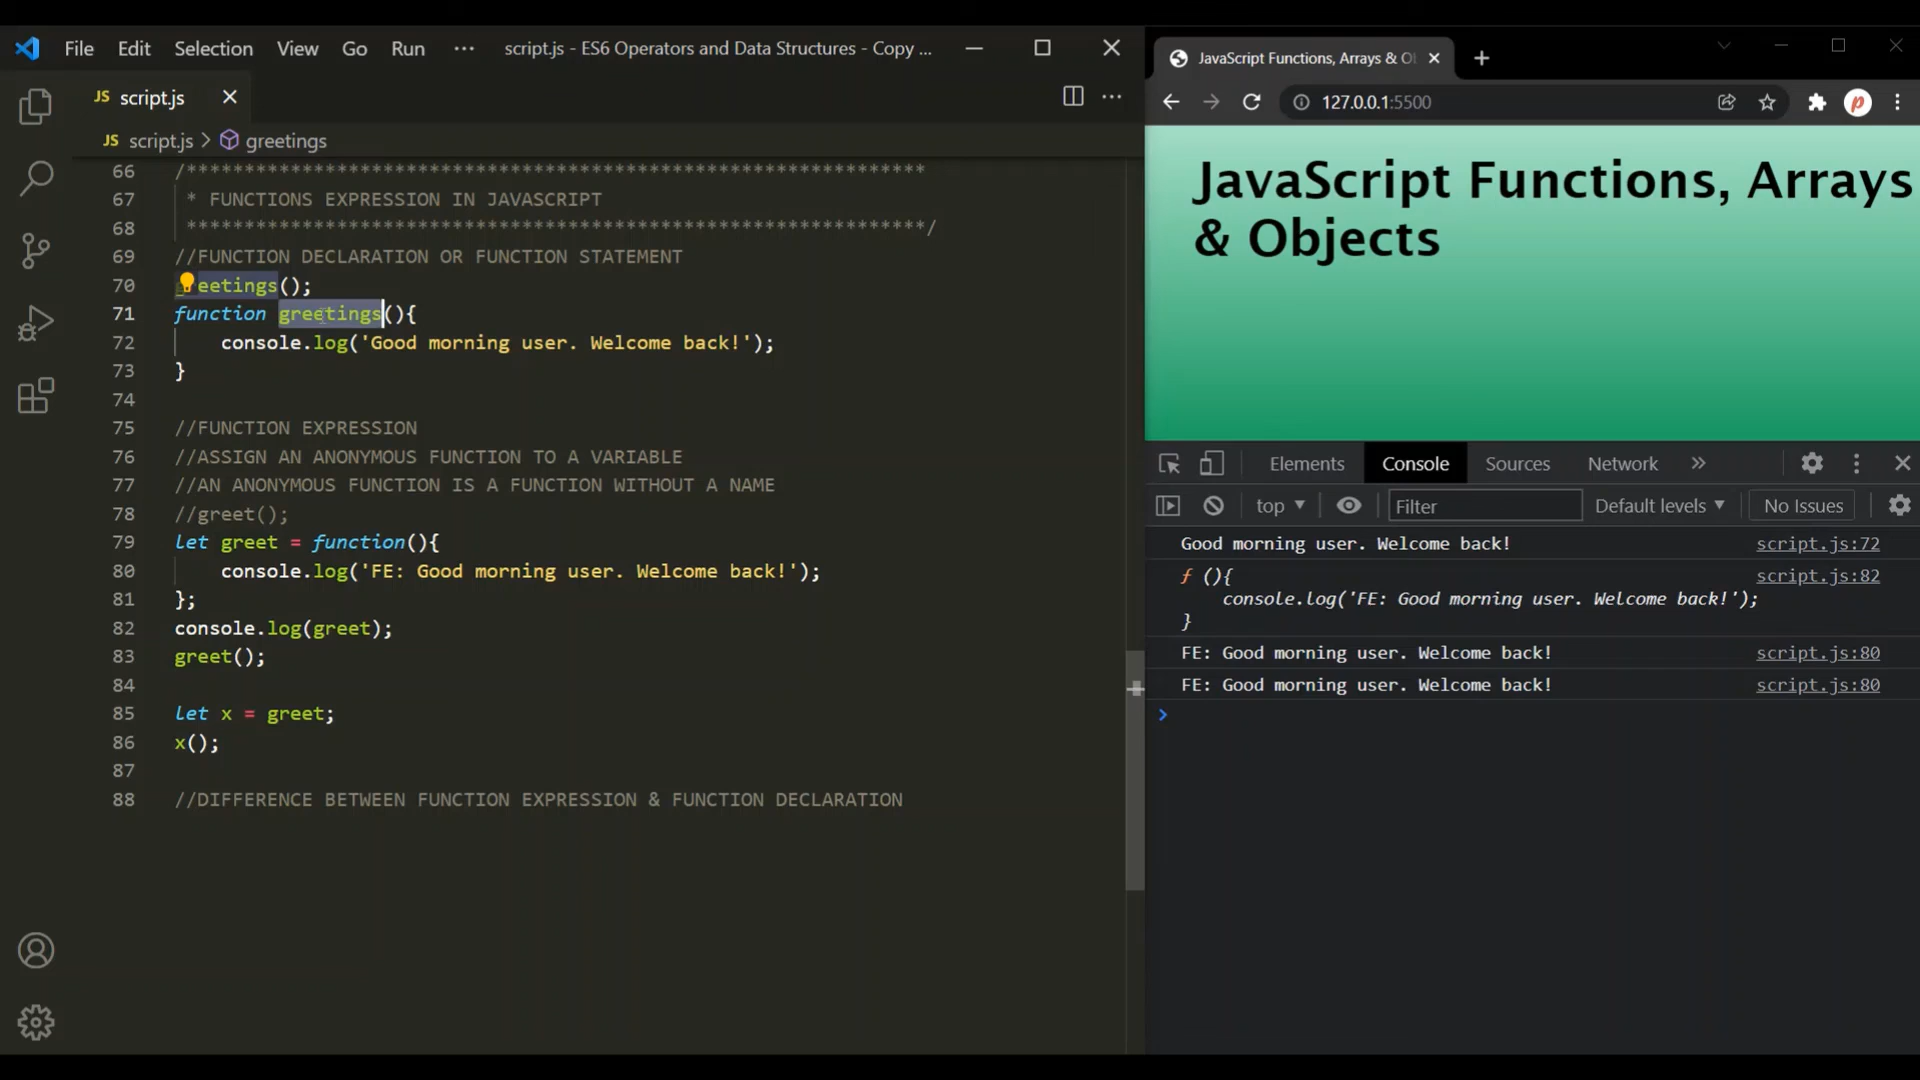 File Edit Selection View Go Run ··· script.js - ES6 Operators and Data Structures - Copy ...
JS script.js
JS script.js > greetings
66 /****************************************************************
67 * FUNCTIONS EXPRESSION IN JAVASCRIPT
68 ****************************************************************/
69 //FUNCTION DECLARATION OR FUNCTION STATEMENT
70 eetings();
71 function greetings(){
72 console.log('Good morning user. Welcome back!');
73 }
74
75 //FUNCTION EXPRESSION
76 //ASSIGN AN ANONYMOUS FUNCTION TO A VARIABLE
77 //AN ANONYMOUS FUNCTION IS A FUNCTION WITHOUT A NAME
78 //greet();
79 let greet = function(){
80 console.log('FE: Good morning user. Welcome back!');
81 };
82 console.log(greet);
83 greet();
84
85 let x = greet;
86 x();
87
88 //DIFFERENCE BETWEEN FUNCTION EXPRESSION & FUNCTION DECLARATION
JavaScript Functions, Arrays & O
127.0.0.1:5500
JavaScript Functions, Arrays
& Objects
Elements Console Sources Network »
top Filter Default levels No Issues
Good morning user. Welcome back! script.js:72
f (){ script.js:82
console.log('FE: Good morning user. Welcome back!');
}
FE: Good morning user. Welcome back! script.js:80
FE: Good morning user. Welcome back! script.js:80
>